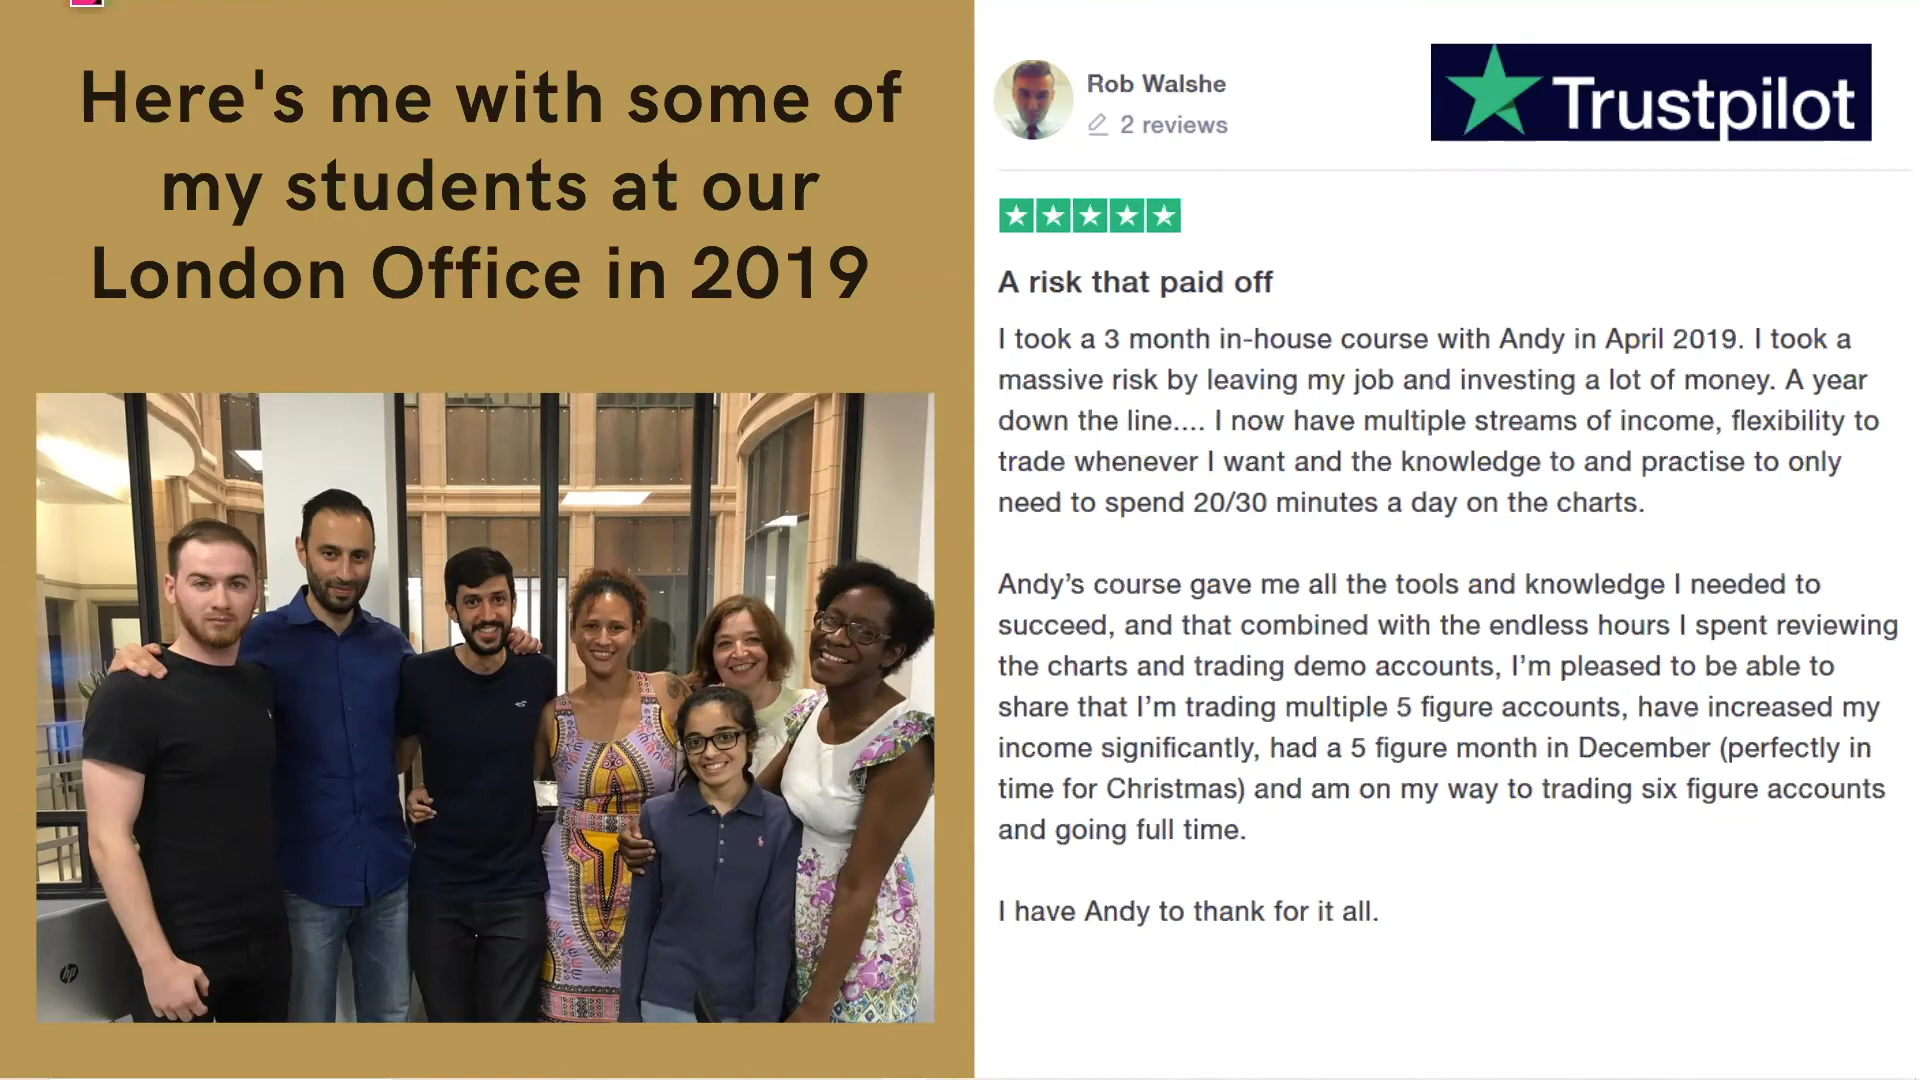 Here's me with some of
my students at our
London Office in 2019
hp
Rob Walshe
2 reviews
Trustpilot
A risk that paid off
I took a 3 month in-house course with Andy in April 2019. I took a
massive risk by leaving my job and investing a lot of money. A year
down the line.... I now have multiple streams of income, flexibility to
trade whenever I want and the knowledge to and practise to only
need to spend 20/30 minutes a day on the charts.
Andy’s course gave me all the tools and knowledge I needed to
succeed, and that combined with the endless hours I spent reviewing
the charts and trading demo accounts, I’m pleased to be able to
share that I’m trading multiple 5 figure accounts, have increased my
income significantly, had a 5 figure month in December (perfectly in
time for Christmas) and am on my way to trading six figure accounts
and going full time.
I have Andy to thank for it all.